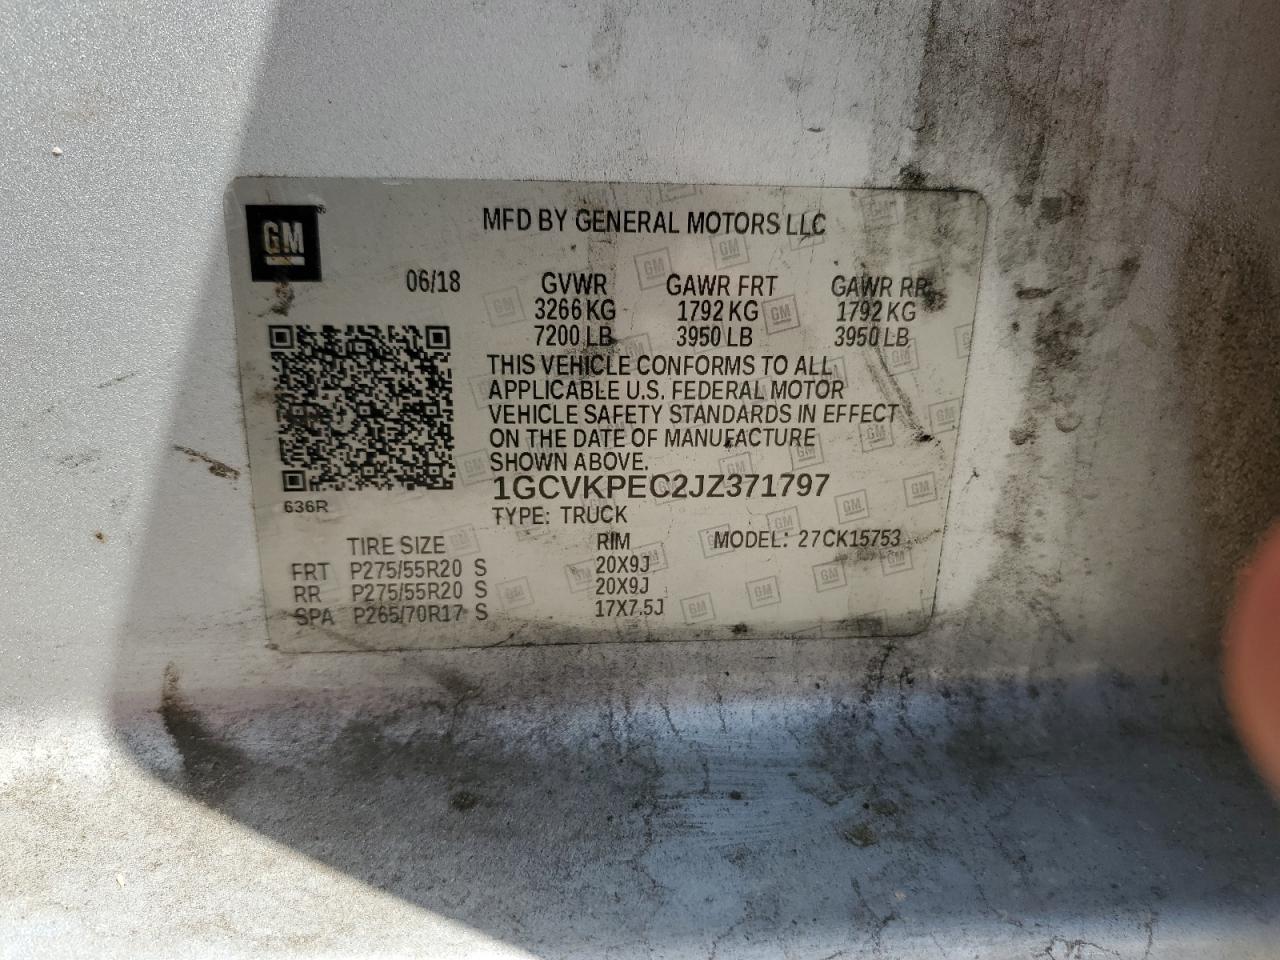 GM
MFD BY GENERAL MOTORS LLC
06/18 GVWR GAWR FRT GAWR RR
3266 KG 1792 KG 1792 KG
7200 LB 3950 LB 3950 LB
THIS VEHICLE CONFORMS TO ALL
APPLICABLE U.S. FEDERAL MOTOR
VEHICLE SAFETY STANDARDS IN EFFECT
ON THE DATE OF MANUFACTURE
SHOWN ABOVE.
1GCVKPEC2JZ371797
636R
TYPE: TRUCK
TIRE SIZE RIM MODEL: 27CK15753
FRT P275/55R20 S 20X9J
RR P275/55R20 S 20X9J
SPA P265/70R17 S 17X7.5J